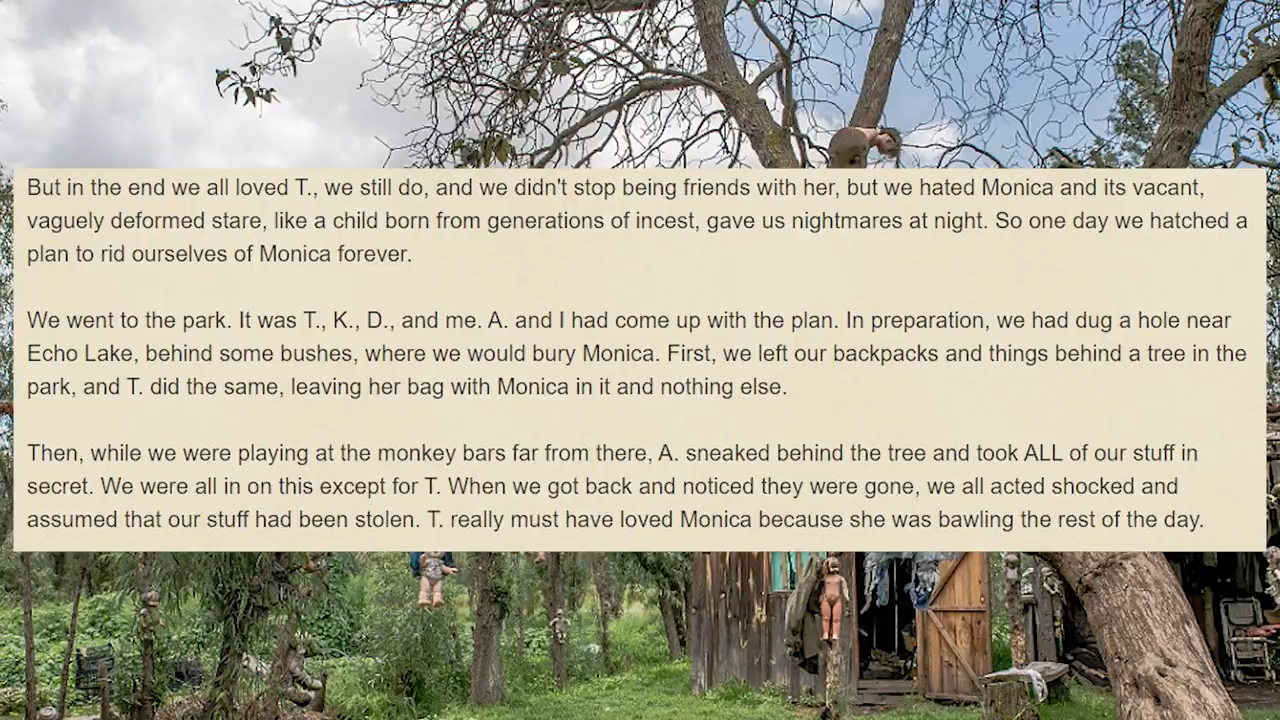 But in the end we all loved T., we still do, and we didn't stop being friends with her, but we hated Monica and its vacant,
vaguely deformed stare, like a child born from generations of incest, gave us nightmares at night. So one day we hatched a
plan to rid ourselves of Monica forever.
We went to the park. It was T., K., D., and me. A. and I had come up with the plan. In preparation, we had dug a hole near
Echo Lake, behind some bushes, where we would bury Monica. First, we left our backpacks and things behind a tree in the
park, and T. did the same, leaving her bag with Monica in it and nothing else.
Then, while we were playing at the monkey bars far from there, A. sneaked behind the tree and took ALL of our stuff in
secret. We were all in on this except for T. When we got back and noticed they were gone, we all acted shocked and
assumed that our stuff had been stolen. T. really must have loved Monica because she was bawling the rest of the day.